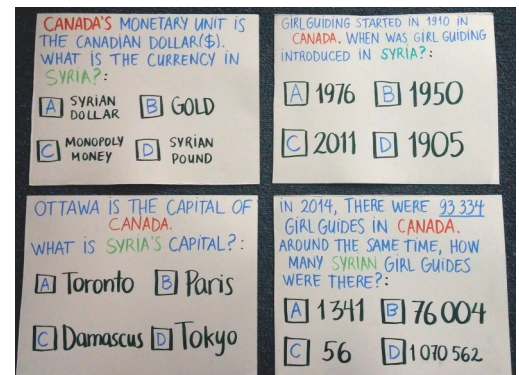 CANADA'S MONETARY UNIT IS
THE CANADIAN DOLLAR($).
WHAT IS THE CURRENCY IN
SYRIA?:
A SYRIAN DOLLAR B GOLD
C MONOPOLY MONEY D SYRIAN POUND
GIRL GUIDING STARTED IN 1910 IN
CANADA. WHEN WAS GIRL GUIDING
INTRODUCED IN SYRIA?:
A 1976 B 1950
C 2011 D 1905
OTTAWA IS THE CAPITAL OF
CANADA.
WHAT IS SYRIA'S CAPITAL?:
A Toronto B Paris
C Damascus D Tokyo
IN 2014, THERE WERE 93 334
GIRL GUIDES IN CANADA.
AROUND THE SAME TIME, HOW
MANY SYRIAN GIRL GUIDES
WERE THERE?:
A 1341 B 76 004
C 56 D 1 070 562